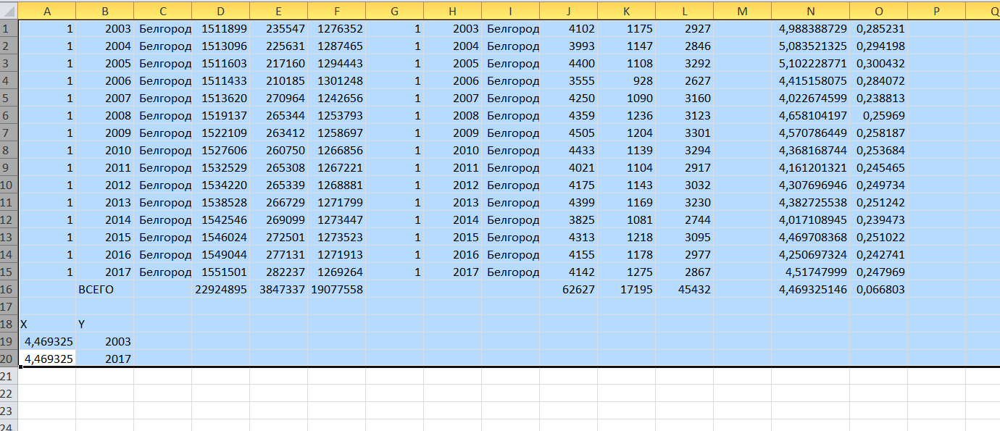 A B C D E F G H I J K L M N O P Q
1 1 2003 Белгород 1511899 235547 1276352 1 2003 Белгород 4102 1175 2927 4,988388729 0,285231
2 1 2004 Белгород 1513096 225631 1287465 1 2004 Белгород 3993 1147 2846 5,083521325 0,294198
3 1 2005 Белгород 1511603 217160 1294443 1 2005 Белгород 4400 1108 3292 5,102228771 0,300432
4 1 2006 Белгород 1511433 210185 1301248 1 2006 Белгород 3555 928 2627 4,415158075 0,284072
5 1 2007 Белгород 1513620 270964 1242656 1 2007 Белгород 4250 1090 3160 4,022674599 0,238813
6 1 2008 Белгород 1519137 265344 1253793 1 2008 Белгород 4359 1236 3123 4,658104197 0,25969
7 1 2009 Белгород 1522109 263412 1258697 1 2009 Белгород 4505 1204 3301 4,570786449 0,258187
8 1 2010 Белгород 1527606 260750 1266856 1 2010 Белгород 4433 1139 3294 4,368168744 0,253684
9 1 2011 Белгород 1532529 265308 1267221 1 2011 Белгород 4021 1104 2917 4,161201321 0,245465
10 1 2012 Белгород 1534220 265339 1268881 1 2012 Белгород 4175 1143 3032 4,307696946 0,249734
11 1 2013 Белгород 1538528 266729 1271799 1 2013 Белгород 4399 1169 3230 4,382725538 0,251242
12 1 2014 Белгород 1542546 269099 1273447 1 2014 Белгород 3825 1081 2744 4,017108945 0,239473
13 1 2015 Белгород 1546024 272501 1273523 1 2015 Белгород 4313 1218 3095 4,469708368 0,251022
14 1 2016 Белгород 1549044 277131 1271913 1 2016 Белгород 4155 1178 2977 4,250697324 0,242741
15 1 2017 Белгород 1551501 282237 1269264 1 2017 Белгород 4142 1275 2867 4,51747999 0,247969
16 ВСЕГО 22924895 3847337 19077558 62627 17195 45432 4,469325146 0,066803
17
18 X Y
19 4,469325 2003
20 4,469325 2017
21
22
23
24